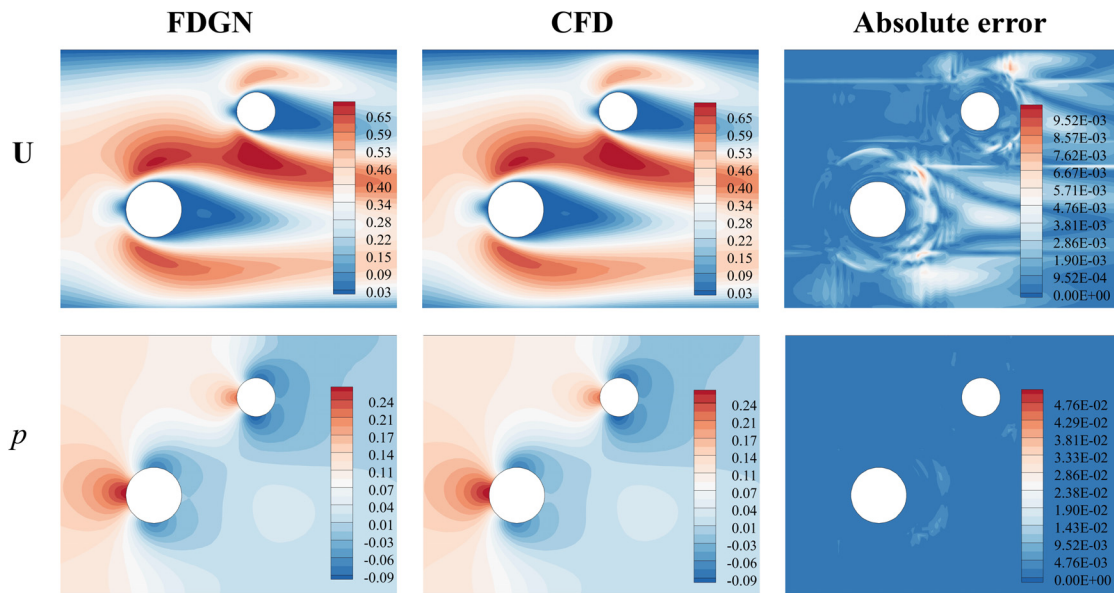 FDGN CFD Absolute error
U
0.65 0.65 9.52E-03
0.59 0.59 8.57E-03
0.53 0.53 7.62E-03
0.46 0.46 6.67E-03
0.40 0.40 5.71E-03
0.34 0.34 4.76E-03
0.28 0.28 3.81E-03
0.22 0.22 2.86E-03
0.15 0.15 1.90E-03
0.09 0.09 9.52E-04
0.03 0.03 0.00E+00
p
0.24 0.24 4.76E-02
0.21 0.21 4.29E-02
0.17 0.17 3.81E-02
0.14 0.14 3.33E-02
0.11 0.11 2.86E-02
0.07 0.07 2.38E-02
0.04 0.04 1.90E-02
0.01 0.01 1.43E-02
-0.03 -0.03 9.52E-03
-0.06 -0.06 4.76E-03
-0.09 -0.09 0.00E+00